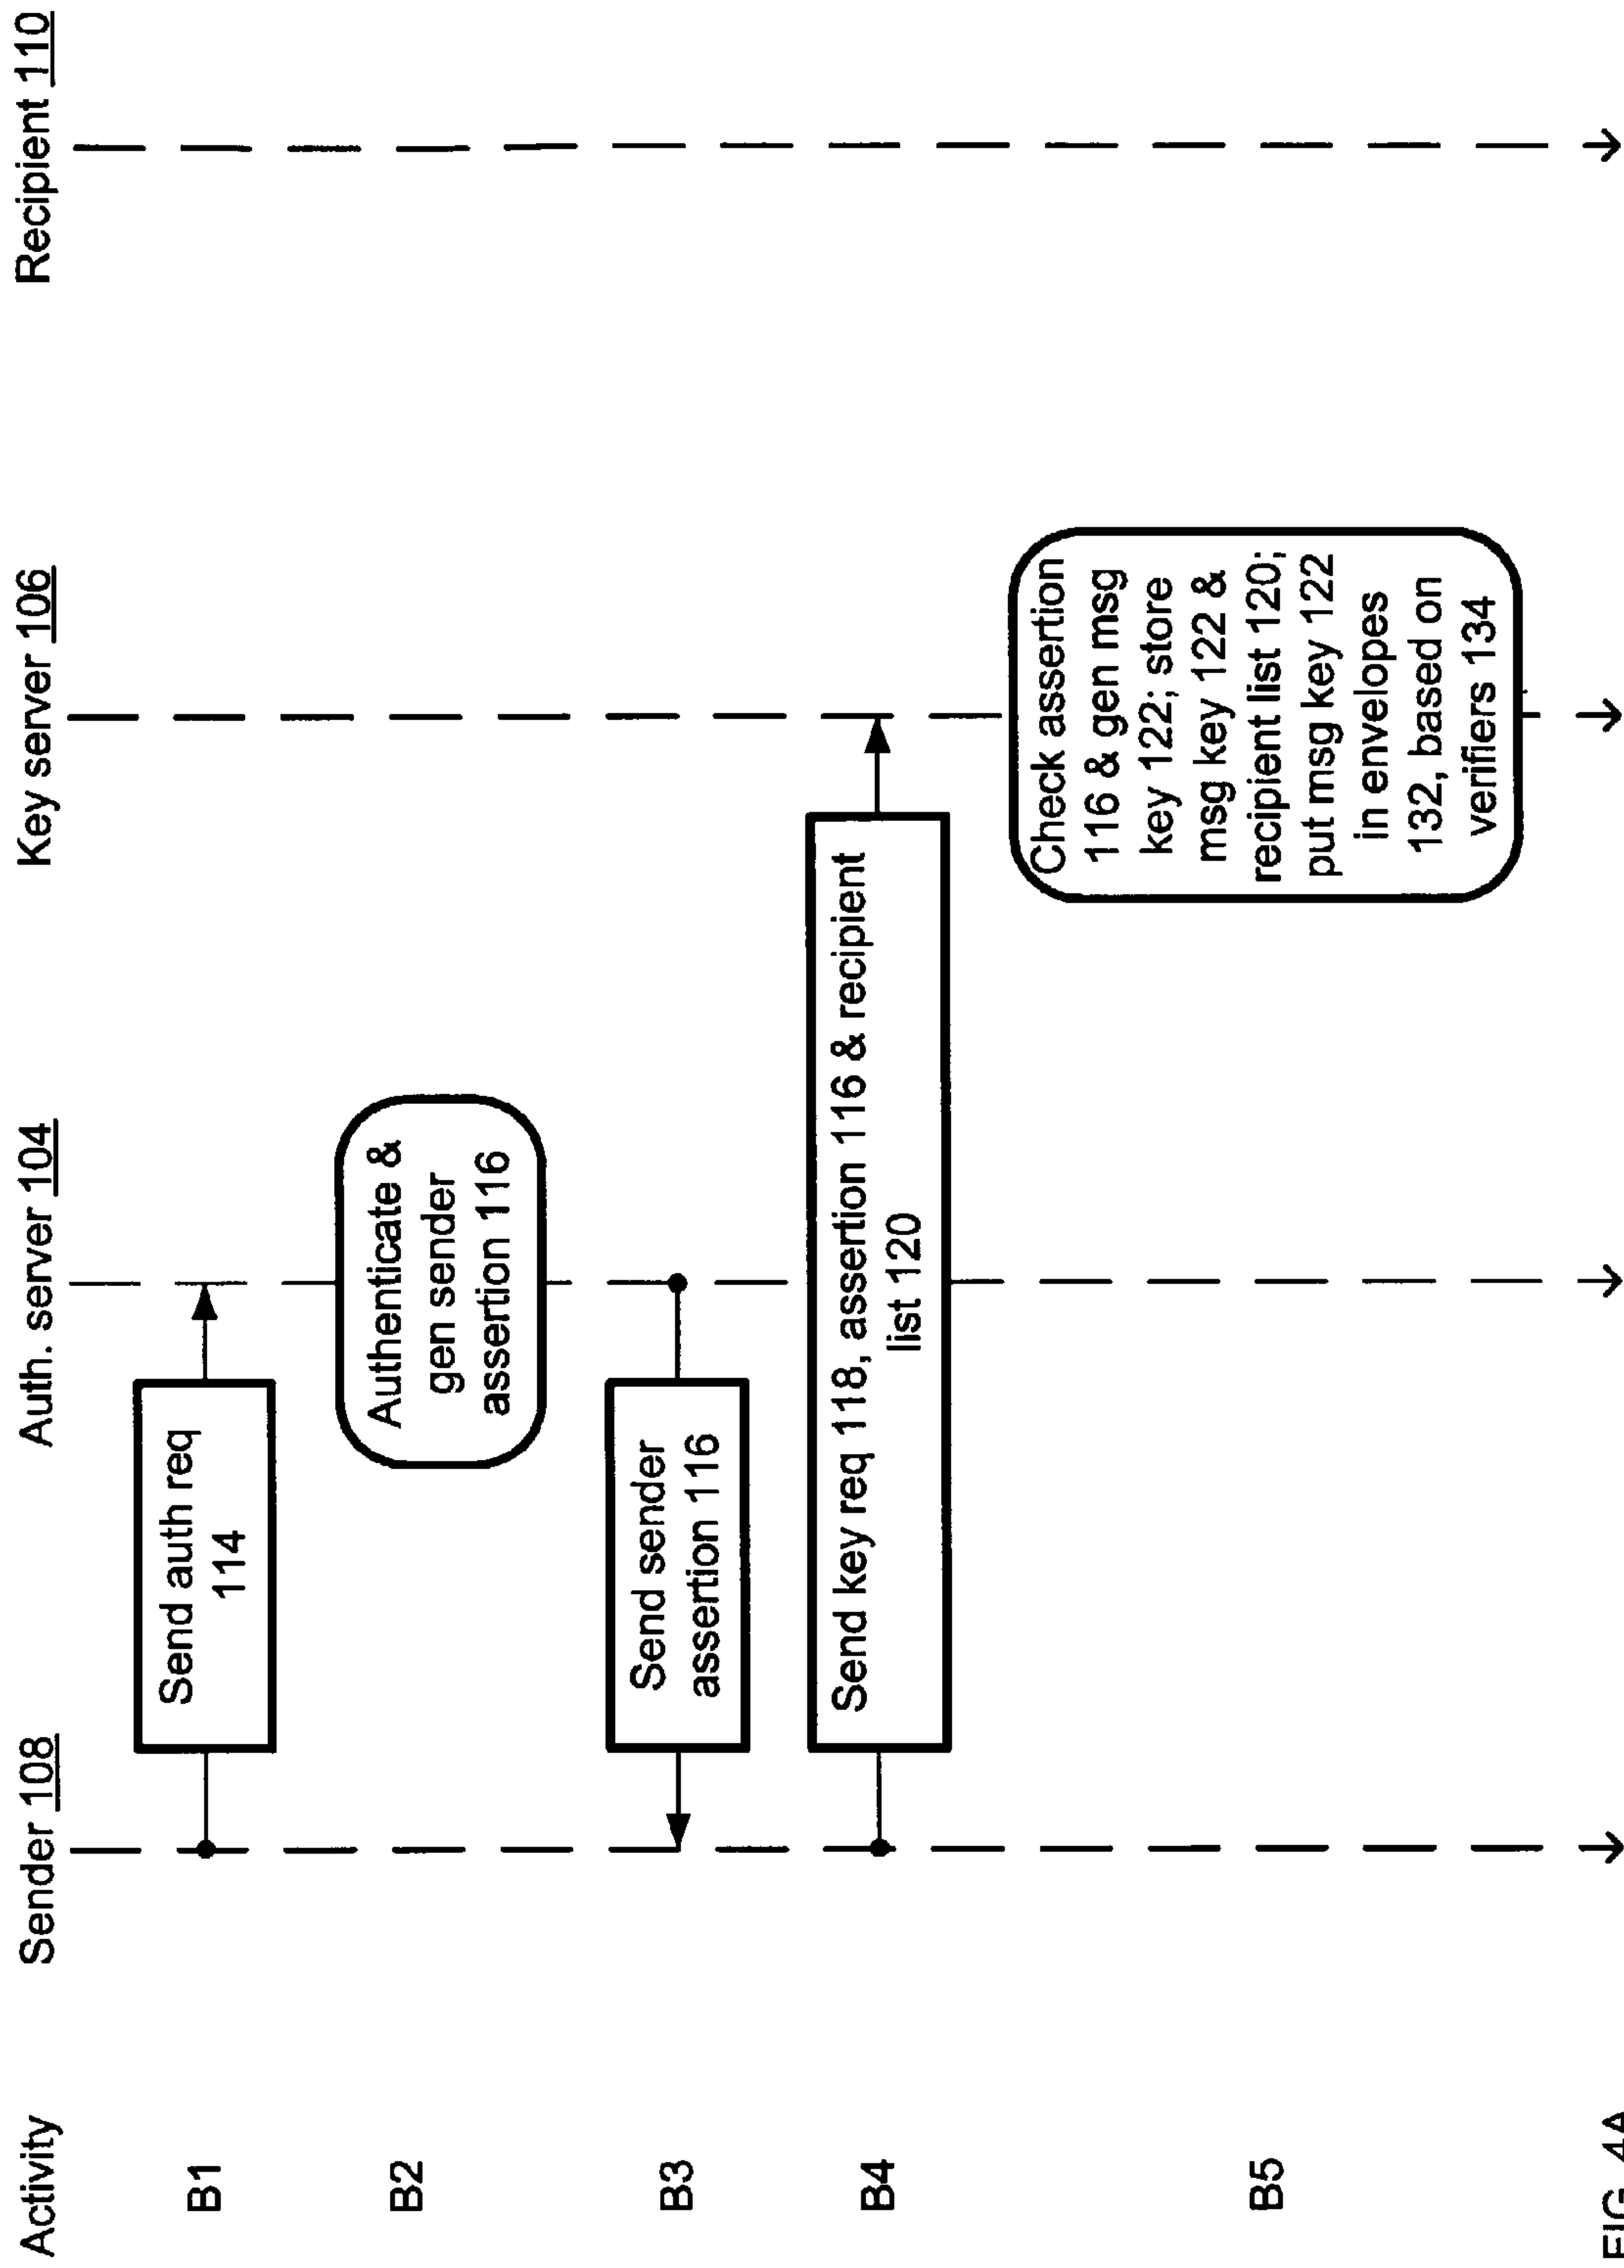 Activity
Sender 108
Auth. server 104
Key server 106
Recipient 110
B1
Send auth req
114
B2
Authenticate &
gen sender
assertion 116
B3
Send sender
assertion 116
B4
Send key req 118, assertion 116 & recipient
list 120
B5
Check assertion
116 & gen msg
key 122; store
msg key 122 &
recipient list 120;
put msg key 122
in envelopes
132, based on
verifiers 134
FIG. 4A